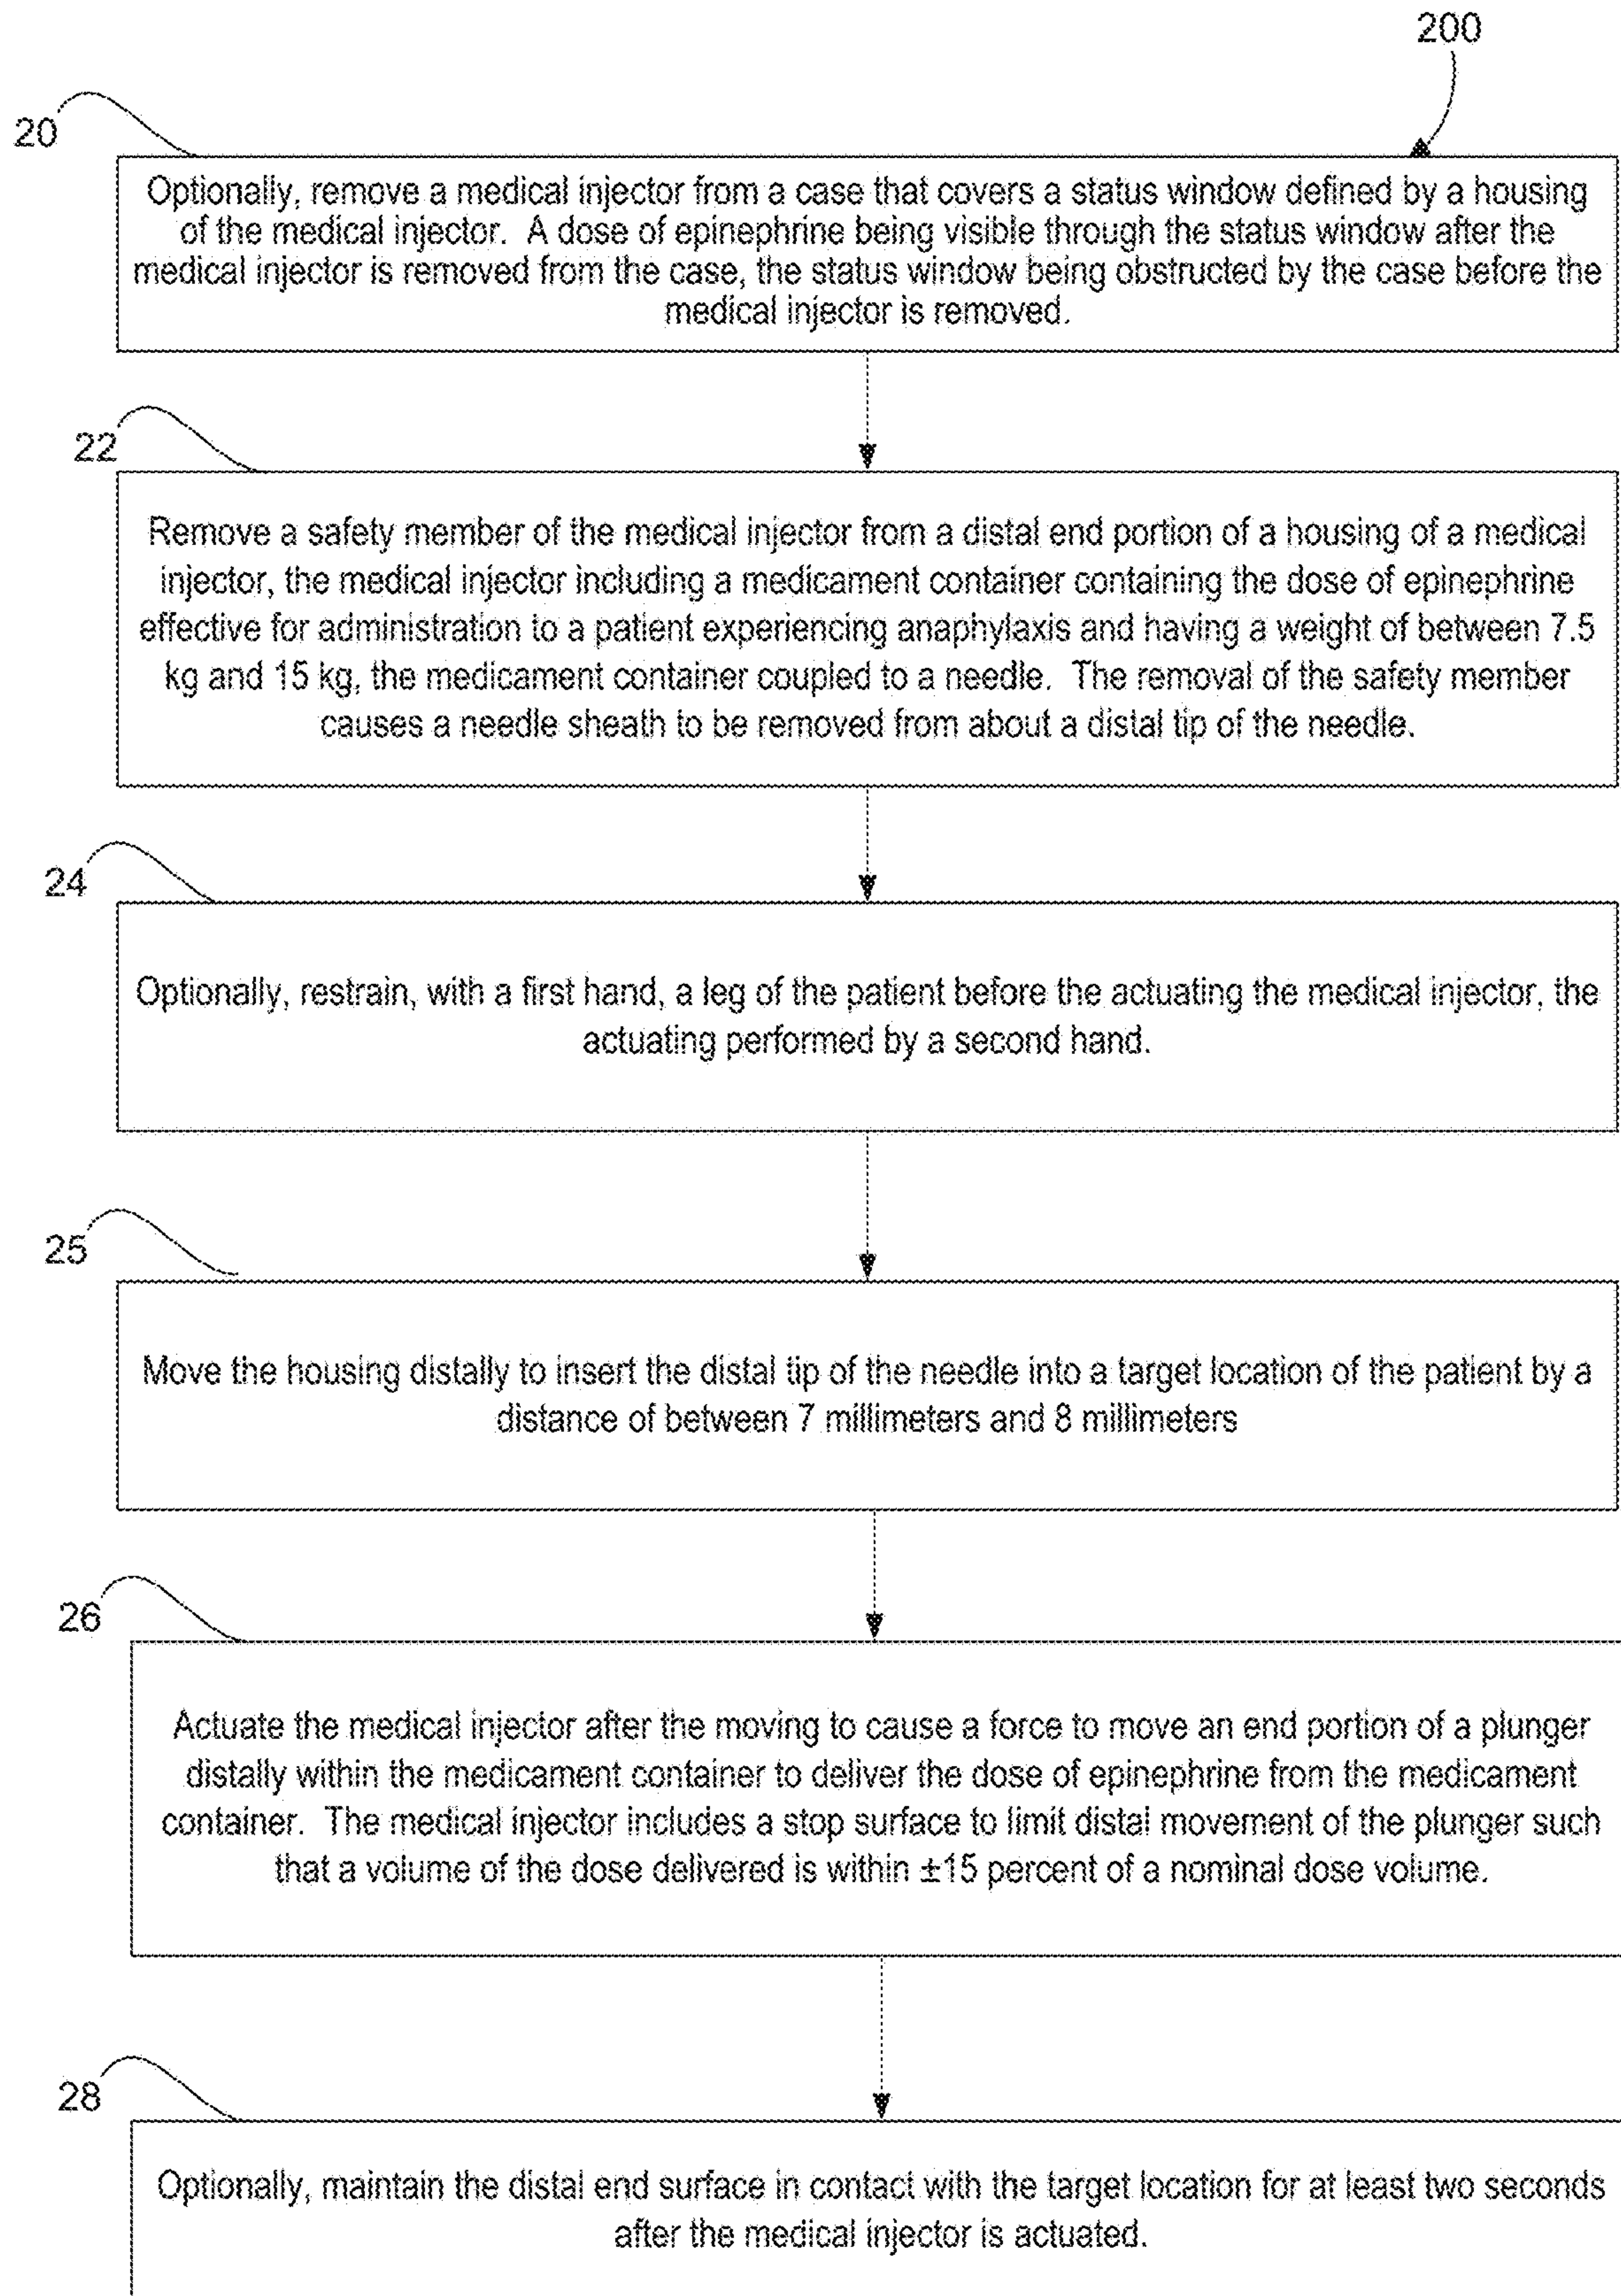 200
20
Optionally, remove a medical injector from a case that covers a status window defined by a housing
of the medical injector. A dose of epinephrine being visible through the status window after the
medical injector is removed from the case, the status window being obstructed by the case before the
medical injector is removed.
22
Remove a safety member of the medical injector from a distal end portion of a housing of a medical
injector, the medical injector including a medicament container containing the dose of epinephrine
effective for administration to a patient experiencing anaphylaxis and having a weight of between 7.5
kg and 15 kg, the medicament container coupled to a needle. The removal of the safety member
causes a needle sheath to be removed from about a distal tip of the needle.
24
Optionally, restrain, with a first hand, a leg of the patient before the actuating the medical injector, the
actuating performed by a second hand.
25
Move the housing distally to insert the distal tip of the needle into a target location of the patient by a
distance of between 7 millimeters and 8 millimeters
26
Actuate the medical injector after the moving to cause a force to move an end portion of a plunger
distally within the medicament container to deliver the dose of epinephrine from the medicament
container. The medical injector includes a stop surface to limit distal movement of the plunger such
that a volume of the dose delivered is within ±15 percent of a nominal dose volume.
28
Optionally, maintain the distal end surface in contact with the target location for at least two seconds
after the medical injector is actuated.